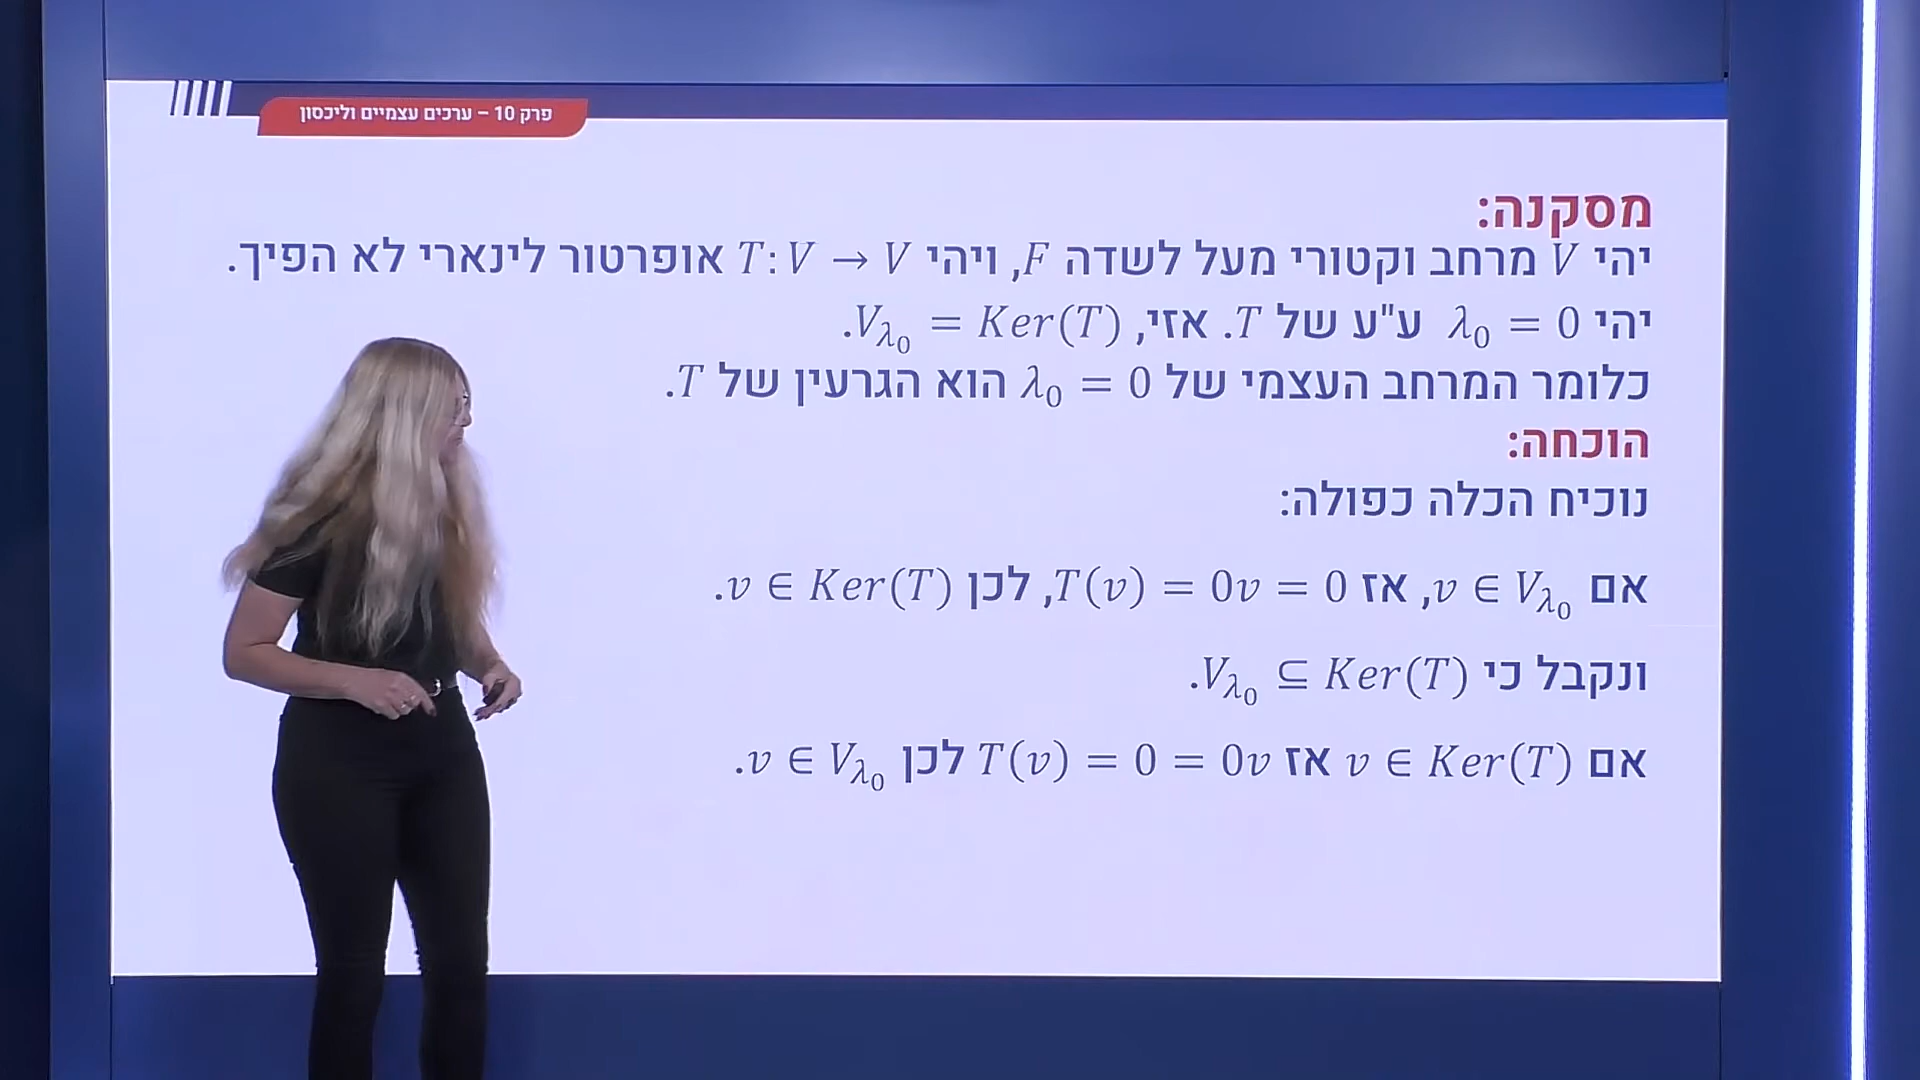 פרק 10 – ערכים עצמיים וליכסון
מסקנה:
יהי V מרחב וקטורי מעל לשדה F, ויהי T: V → V אופרטור לינארי לא הפיך.
יהי λ₀ = 0 ע"ע של T. אזי, V_{λ₀} = Ker(T).
כלומר המרחב העצמי של λ₀ = 0 הוא הגרעין של T.
הוכחה:
נוכיח הכלה כפולה:
אם v ∈ V_{λ₀}, אז T(v) = 0v = 0, לכן v ∈ Ker(T).
ונקבל כי V_{λ₀} ⊆ Ker(T).
אם v ∈ Ker(T) אז T(v) = 0 = 0v לכן v ∈ V_{λ₀}.